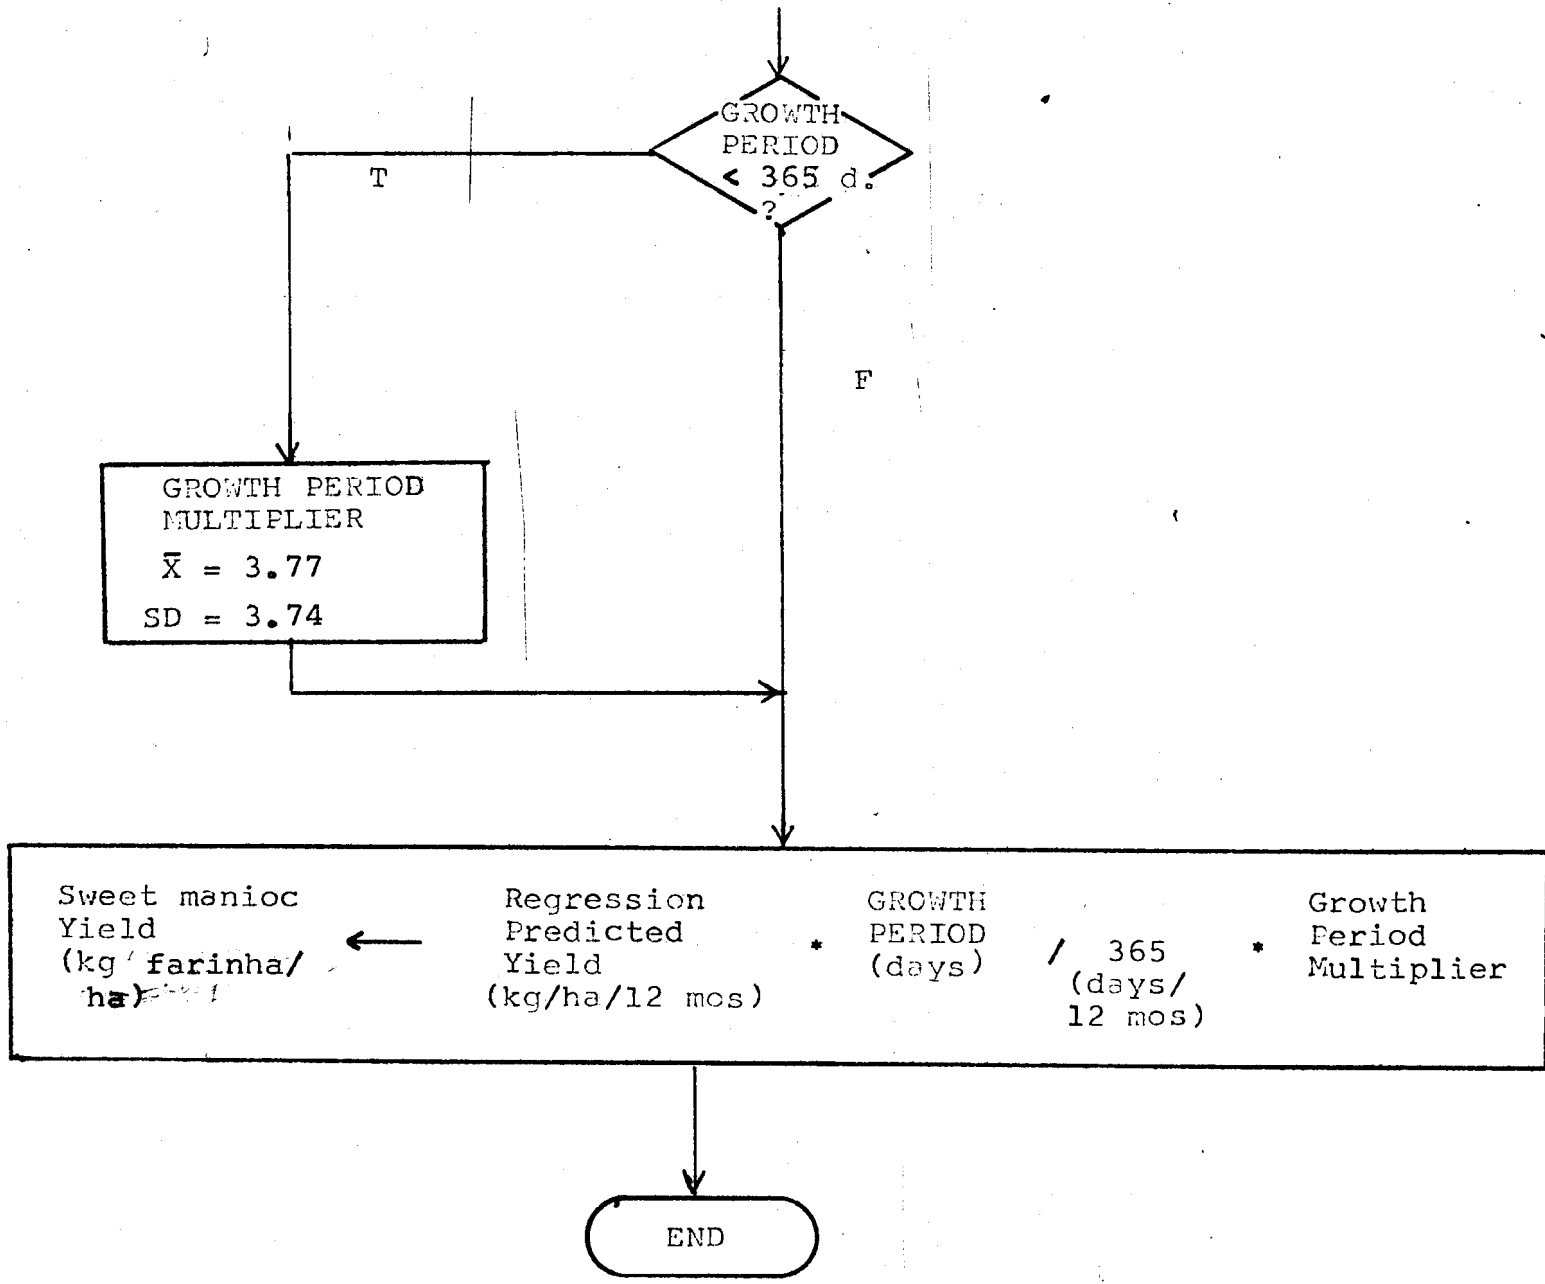 GROWTH
PERIOD
< 365 d.
?
T
F
GROWTH PERIOD
MULTIPLIER
X̄ = 3.77
SD = 3.74
Sweet manioc
Yield
(kg farinha/
ha)
←
Regression
Predicted
Yield
(kg/ha/12 mos)
*
GROWTH
PERIOD
(days)
/ 365
(days/
12 mos)
*
Growth
Period
Multiplier
END